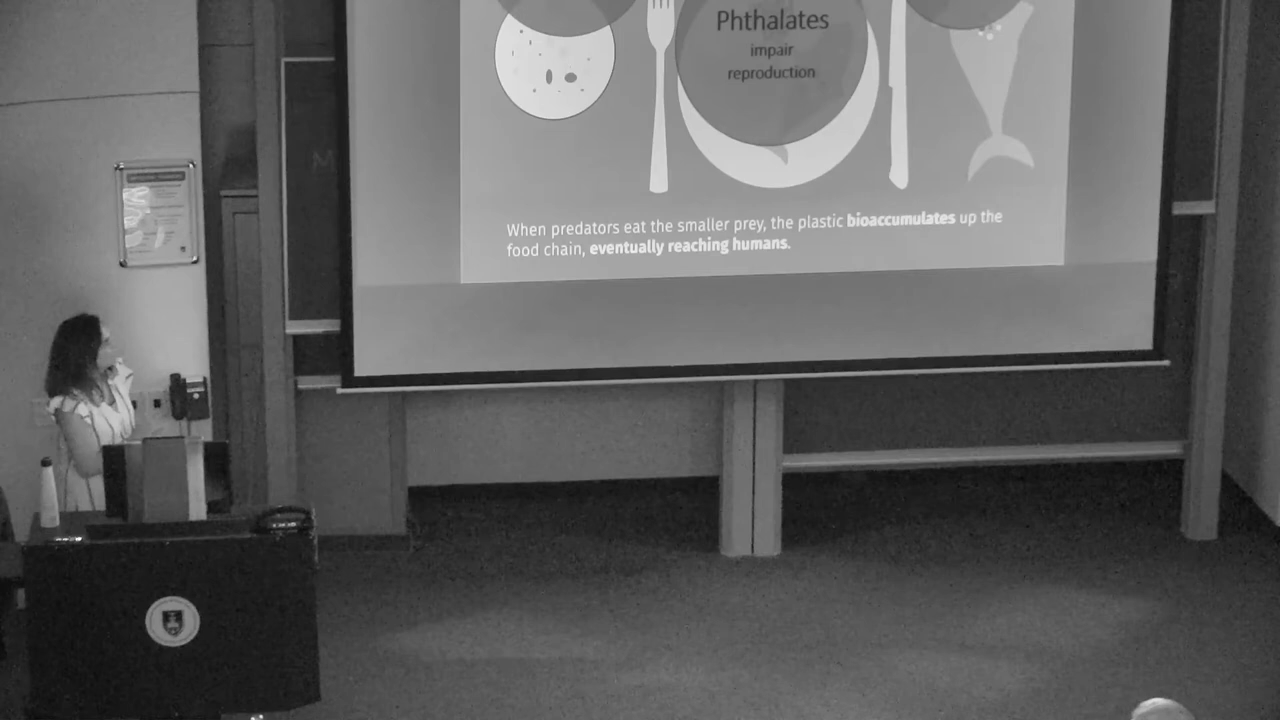 Phthalates
impair
reproduction
When predators eat the smaller prey, the plastic bioaccumulates up the
food chain, eventually reaching humans.